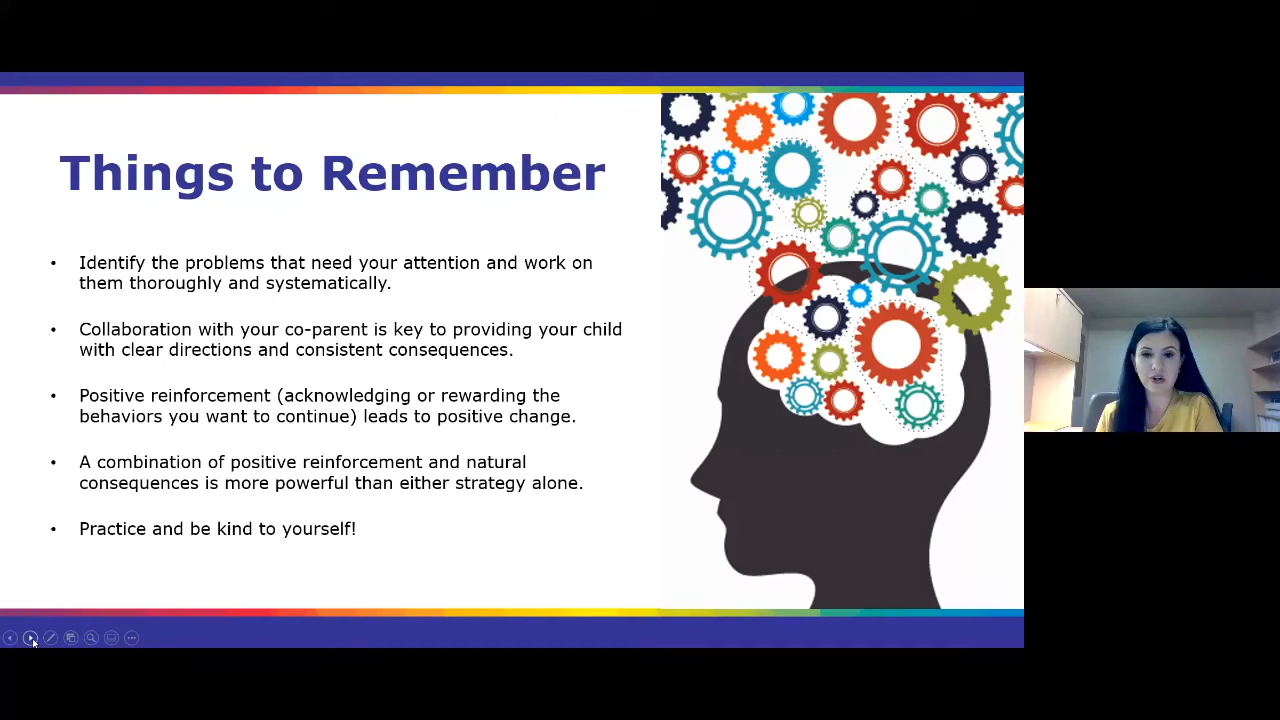 Things to Remember
• Identify the problems that need your attention and work on
them thoroughly and systematically.
• Collaboration with your co-parent is key to providing your child
with clear directions and consistent consequences.
• Positive reinforcement (acknowledging or rewarding the
behaviors you want to continue) leads to positive change.
• A combination of positive reinforcement and natural
consequences is more powerful than either strategy alone.
• Practice and be kind to yourself!